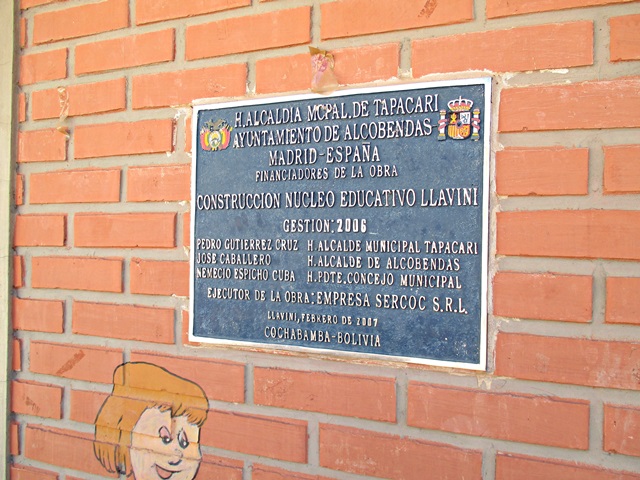 H. ALCALDIA MCPAL. DE TAPACARI
AYUNTAMIENTO DE ALCOBENDAS
MADRID-ESPAÑA
FINANCIADORES DE LA OBRA
CONSTRUCCION NUCLEO EDUCATIVO LLAVINI
GESTION: 2006
PEDRO GUTIERREZ CRUZ H. ALCALDE MUNICIPAL TAPACARI
JOSE CABALLERO H. ALCALDE DE ALCOBENDAS
NEMECIO ESPICHO CUBA H. PDTE. CONCEJO MUNICIPAL
EJECUTOR DE LA OBRA: EMPRESA SERCOC S.R.L.
LLAVINI, FEBRERO DE 2007
COCHABAMBA-BOLIVIA